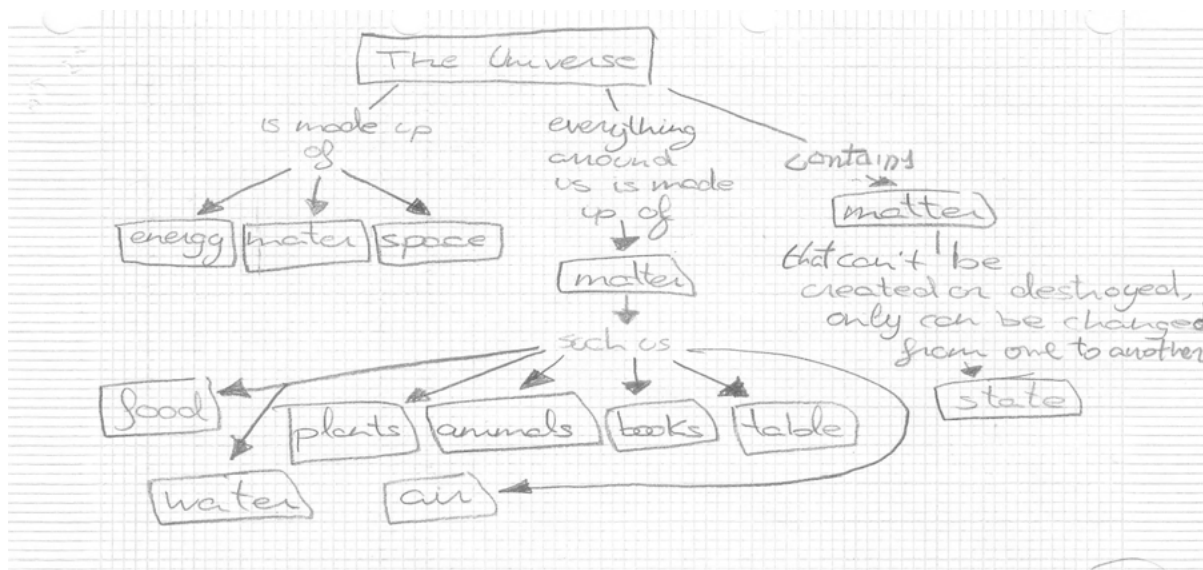 The Universe
is made up
of
energy
mater
space
everything
arround
us is made
up of
matter
such us
food
plants
animals
books
table
water
air
contains
matter
that can't be
created or destroyed,
only can be changed
from one to another
state